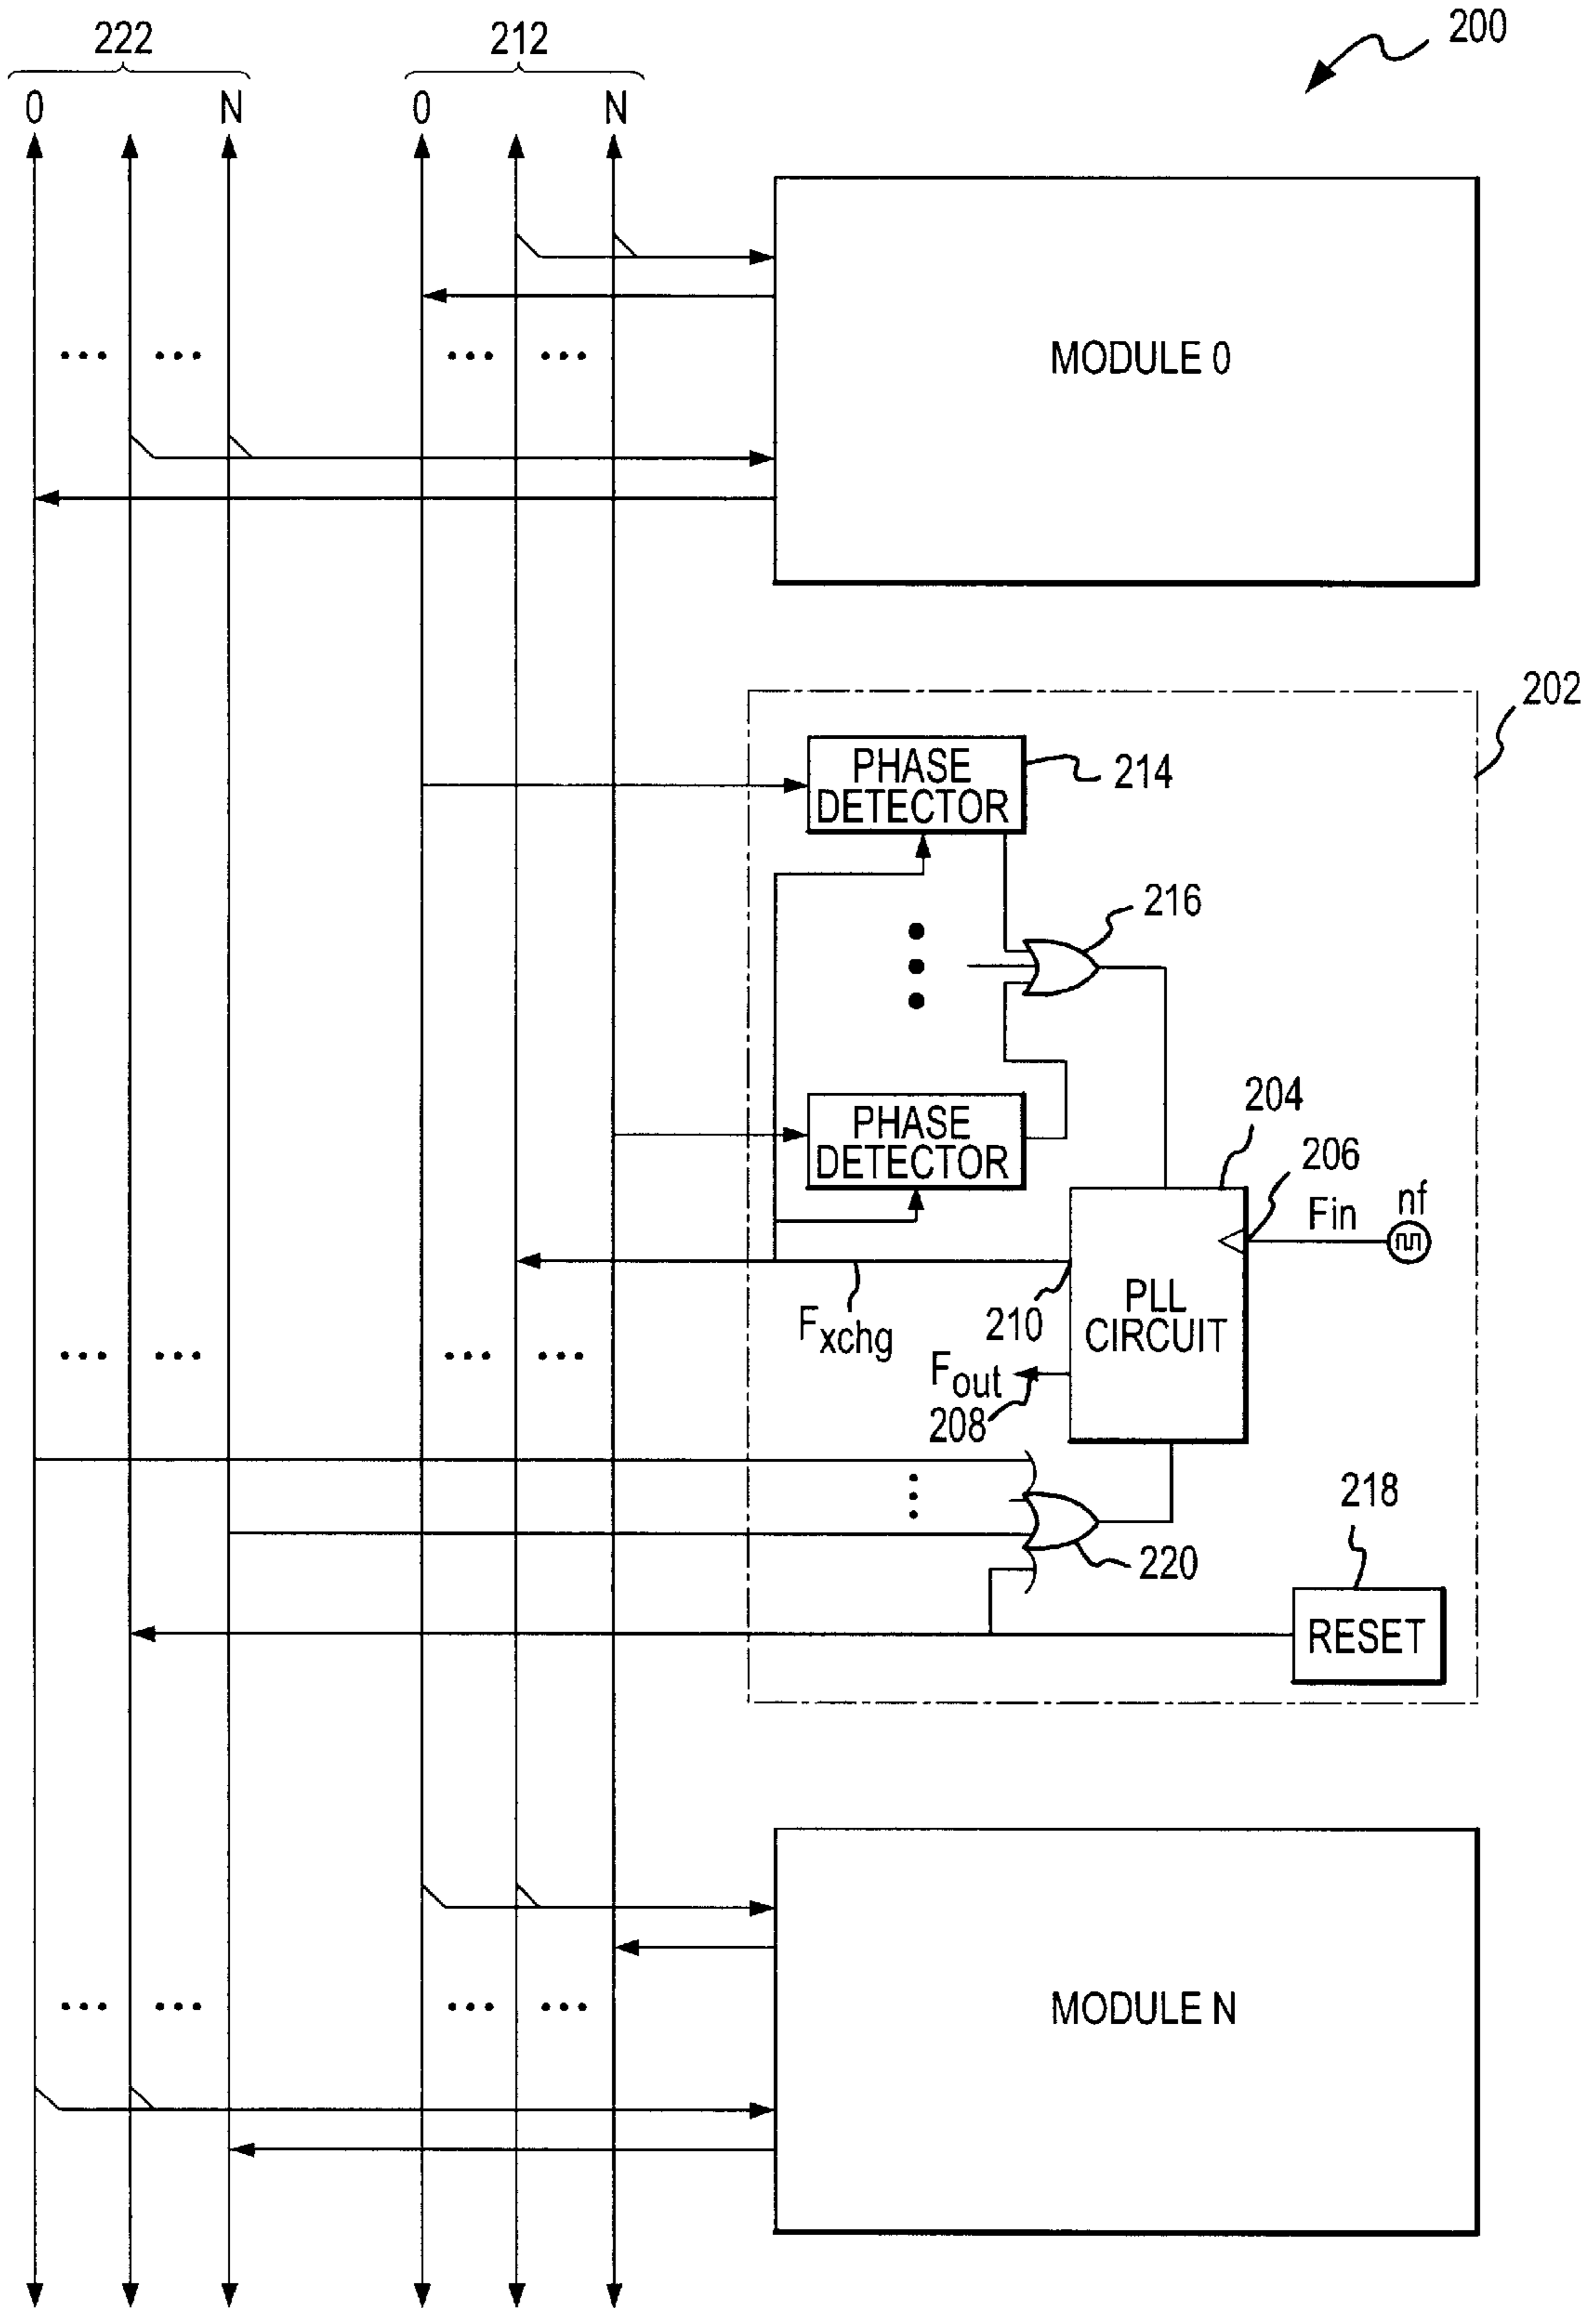 222
212
200
0
N
0
N
MODULE 0
202
PHASE
DETECTOR
214
216
204
PHASE
DETECTOR
206
Fin
nf
210
PLL
CIRCUIT
Fxchg
Fout
208
218
220
RESET
MODULE N